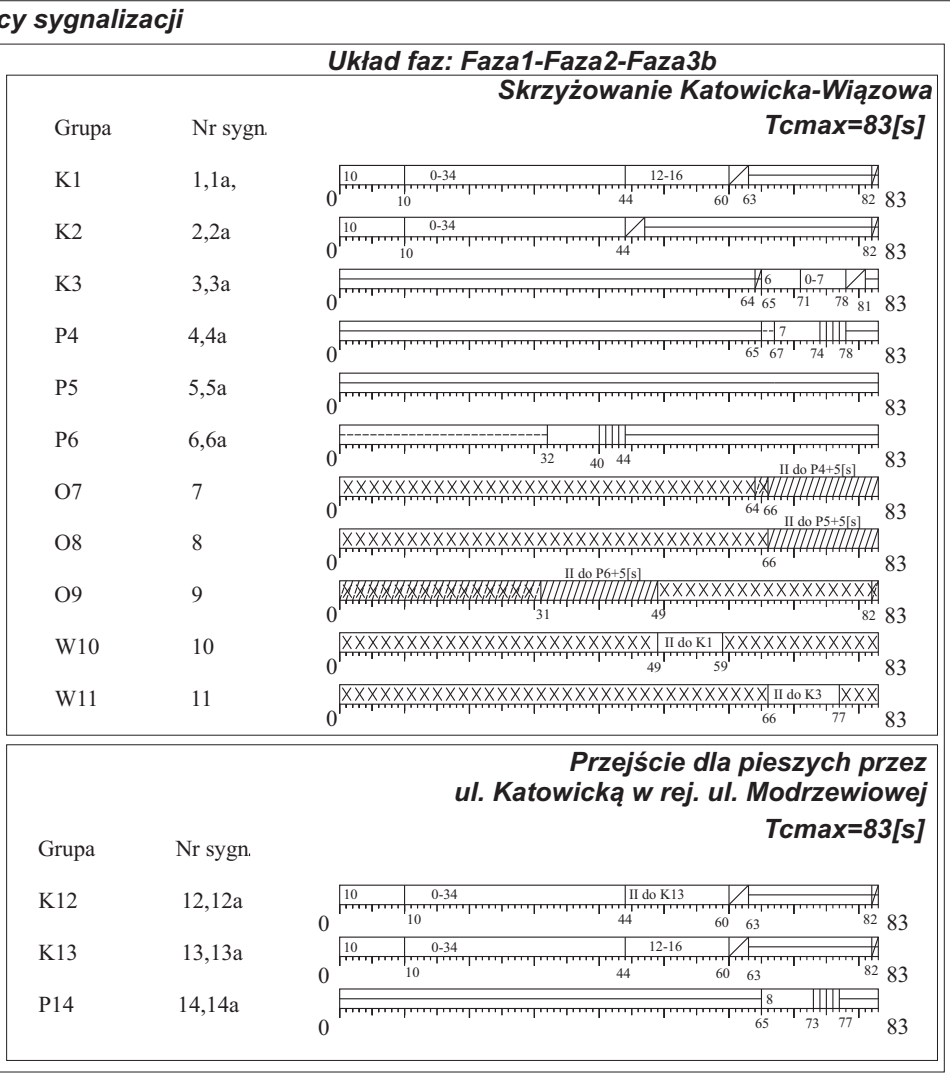 cy sygnalizacji
Układ faz: Faza1-Faza2-Faza3b
Skrzyżowanie Katowicka-Wiązowa
Grupa Nr sygn. Tcmax=83[s]
K1 1,1a, 10 0-34 12-16
0 10 44 60 63 82 83
K2 2,2a 10 0-34
0 10 44 82 83
K3 3,3a 6 0-7
0 64 65 71 78 81 83
P4 4,4a 7
0 65 67 74 78 83
P5 5,5a
0 83
P6 6,6a
0 32 40 44 83
II do P4+5[s]
O7 7
0 64 66 83
II do P5+5[s]
O8 8
0 66 83
II do P6+5[s]
O9 9
0 31 49 82 83
W10 10 II do K1
0 49 59 83
W11 11 II do K3
0 66 77 83
Przejście dla pieszych przez
ul. Katowicką w rej. ul. Modrzewiowej
Tcmax=83[s]
Grupa Nr sygn.
K12 12,12a 10 0-34 II do K13
0 10 44 60 63 82 83
K13 13,13a 10 0-34 12-16
0 10 44 60 63 82 83
P14 14,14a 8
0 65 73 77 83